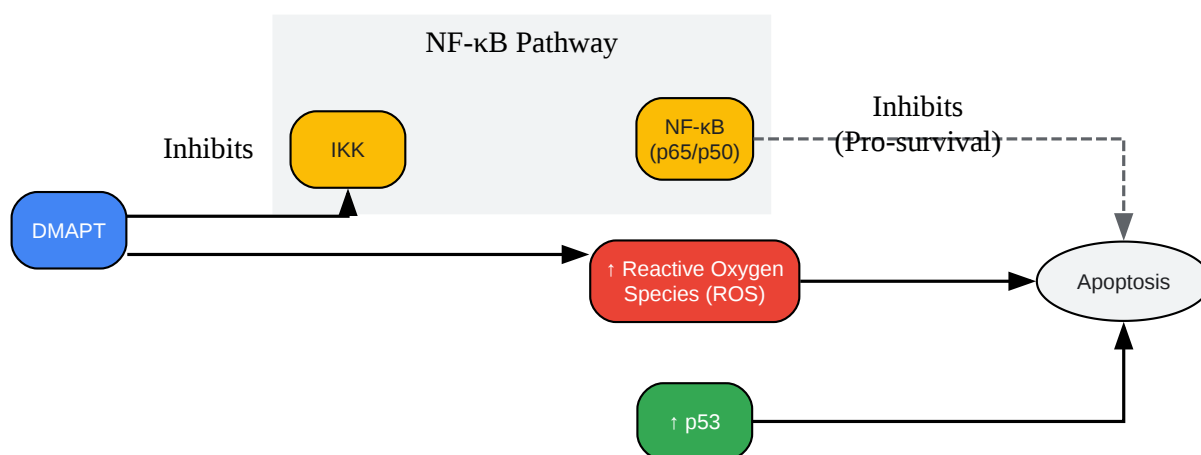 NF-κB Pathway
Inhibits
IKK
NF-κB
(p65/p50)
Inhibits
(Pro-survival)
DMAPT
↑ Reactive Oxygen
Species (ROS)
Apoptosis
↑ p53